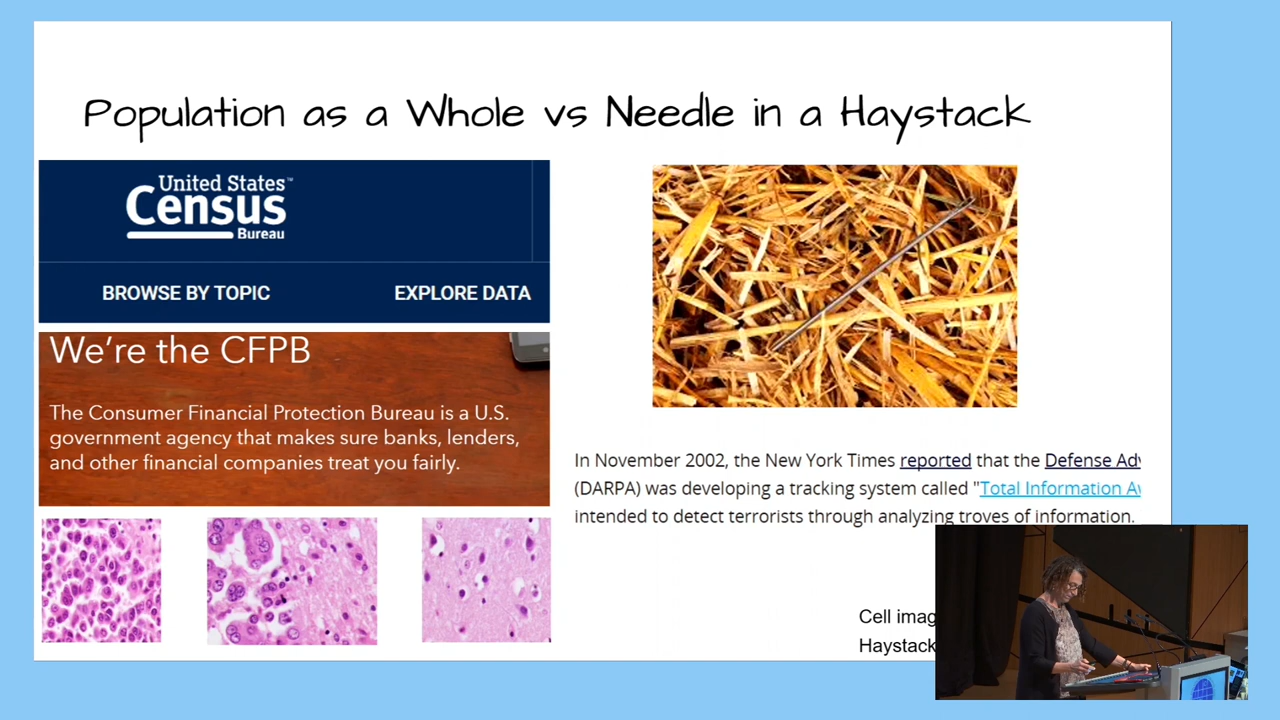 Population as a Whole vs Needle in a Haystack
United States™
Census
Bureau
BROWSE BY TOPIC
EXPLORE DATA
We're the CFPB
The Consumer Financial Protection Bureau is a U.S.
government agency that makes sure banks, lenders,
and other financial companies treat you fairly.
In November 2002, the New York Times reported that the Defense Adv
(DARPA) was developing a tracking system called "Total Information Aw
intended to detect terrorists through analyzing troves of information.
Cell imag
Haystack